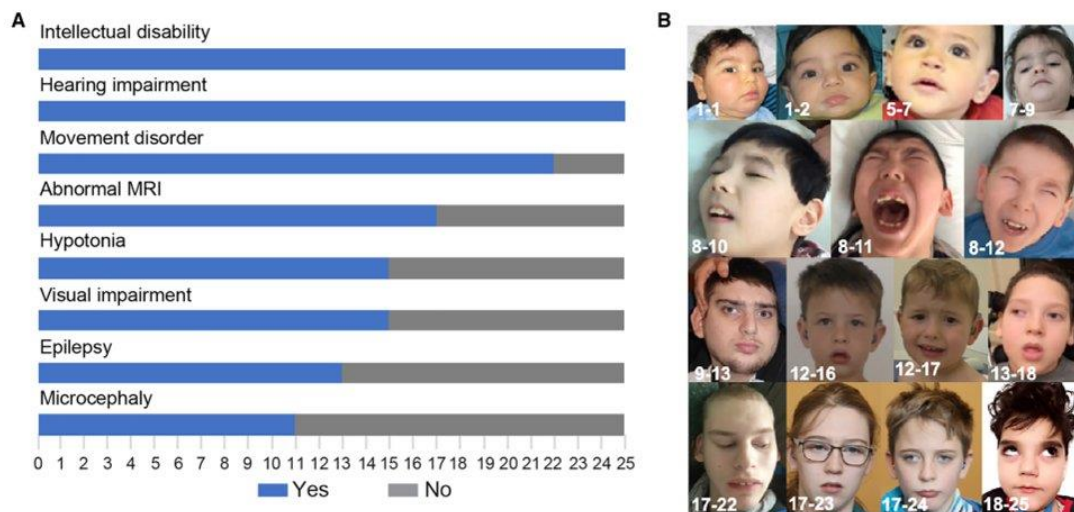 A
Intellectual disability
Hearing impairment
Movement disorder
Abnormal MRI
Hypotonia
Visual impairment
Epilepsy
Microcephaly
0 1 2 3 4 5 6 7 8 9 10 11 12 13 14 15 16 17 18 19 20 21 22 23 24 25
Yes No
B
1-1 1-2 5-7 7-9
8-10 8-11 8-12
9-13 12-16 12-17 13-18
17-22 17-23 17-24 18-25